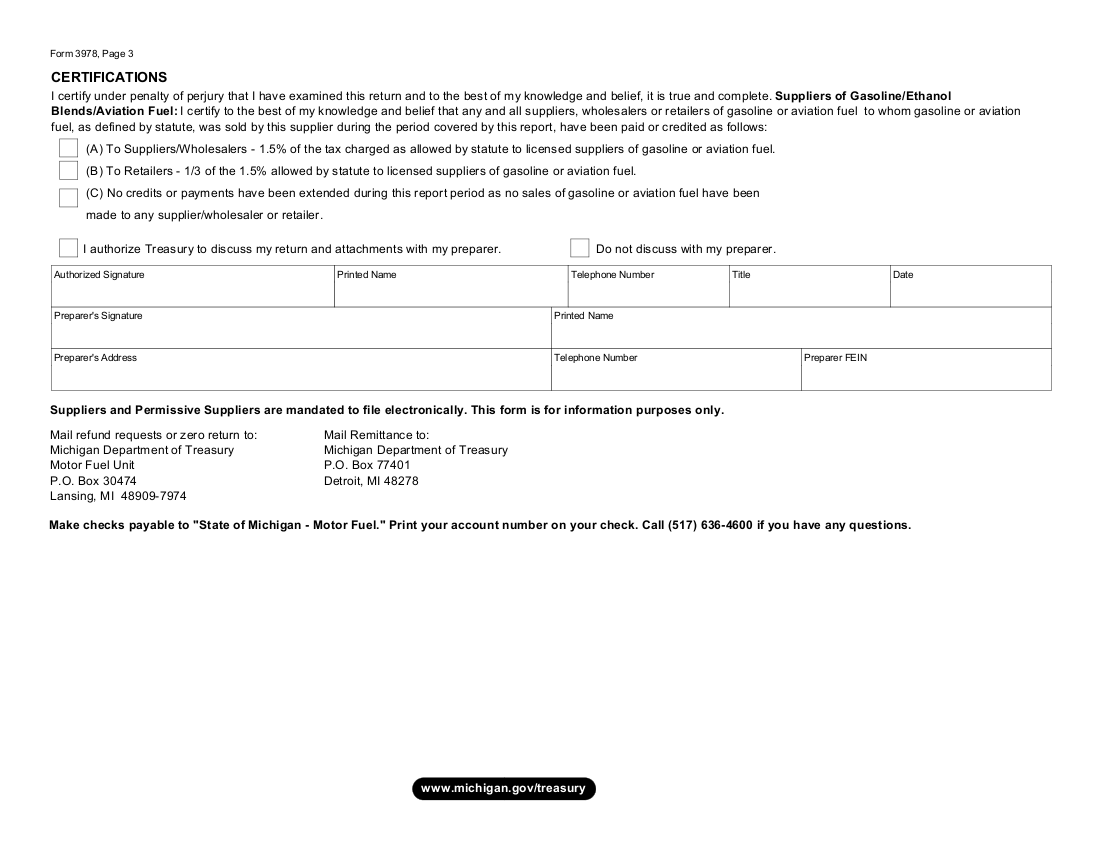 Form 3978, Page 3
CERTIFICATIONS
I certify under penalty of perjury that I have examined this return and to the best of my knowledge and belief, it is true and complete. Suppliers of Gasoline/Ethanol
Blends/Aviation Fuel: I certify to the best of my knowledge and belief that any and all suppliers, wholesalers or retailers of gasoline or aviation fuel to whom gasoline or aviation
fuel, as defined by statute, was sold by this supplier during the period covered by this report, have been paid or credited as follows:
(A) To Suppliers/Wholesalers - 1.5% of the tax charged as allowed by statute to licensed suppliers of gasoline or aviation fuel.
(B) To Retailers - 1/3 of the 1.5% allowed by statute to licensed suppliers of gasoline or aviation fuel.
(C) No credits or payments have been extended during this report period as no sales of gasoline or aviation fuel have been
made to any supplier/wholesaler or retailer.
I authorize Treasury to discuss my return and attachments with my preparer. Do not discuss with my preparer.
Authorized Signature Printed Name Telephone Number Title Date
Preparer's Signature Printed Name
Preparer's Address Telephone Number Preparer FEIN
Suppliers and Permissive Suppliers are mandated to file electronically. This form is for information purposes only.
Mail refund requests or zero return to:
Michigan Department of Treasury
Motor Fuel Unit
P.O. Box 30474
Lansing, MI 48909-7974
Mail Remittance to:
Michigan Department of Treasury
P.O. Box 77401
Detroit, MI 48278
Make checks payable to "State of Michigan - Motor Fuel." Print your account number on your check. Call (517) 636-4600 if you have any questions.
www.michigan.gov/treasury